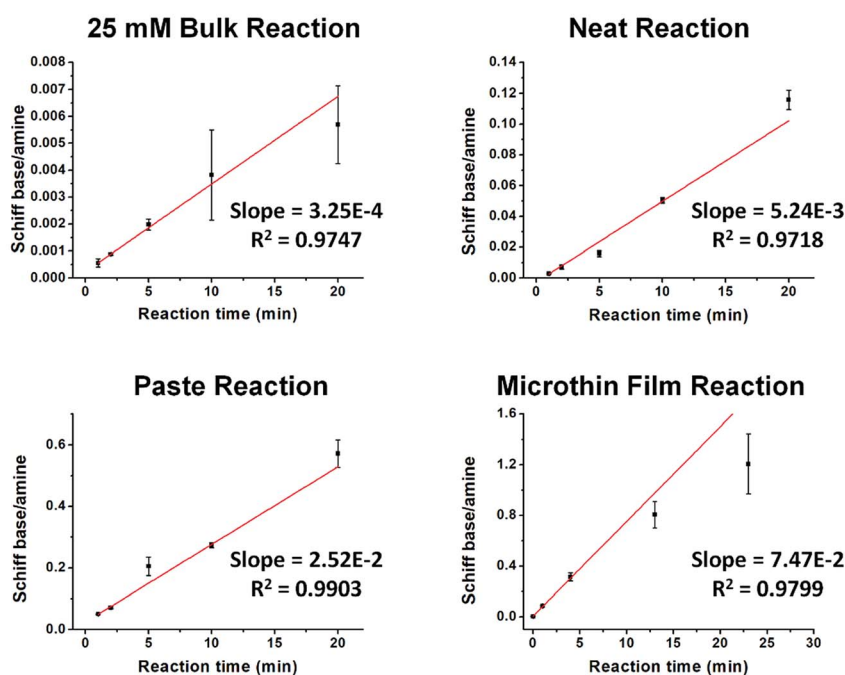 25 mM Bulk Reaction
Schiff base/amine
0.008
0.007
0.006
0.005
0.004
0.003
0.002
0.001
0.000
Slope = 3.25E-4
R² = 0.9747
0 5 10 15 20
Reaction time (min)
Neat Reaction
Schiff base/amine
0.14
0.12
0.10
0.08
0.06
0.04
0.02
0.00
Slope = 5.24E-3
R² = 0.9718
0 5 10 15 20
Reaction time (min)
Paste Reaction
Schiff base/amine
0.6
0.4
0.2
0.0
Slope = 2.52E-2
R² = 0.9903
0 5 10 15 20
Reaction time (min)
Microthin Film Reaction
Schiff base/amine
1.6
1.2
0.8
0.4
0.0
Slope = 7.47E-2
R² = 0.9799
0 5 10 15 20 25 30
Reaction time (min)